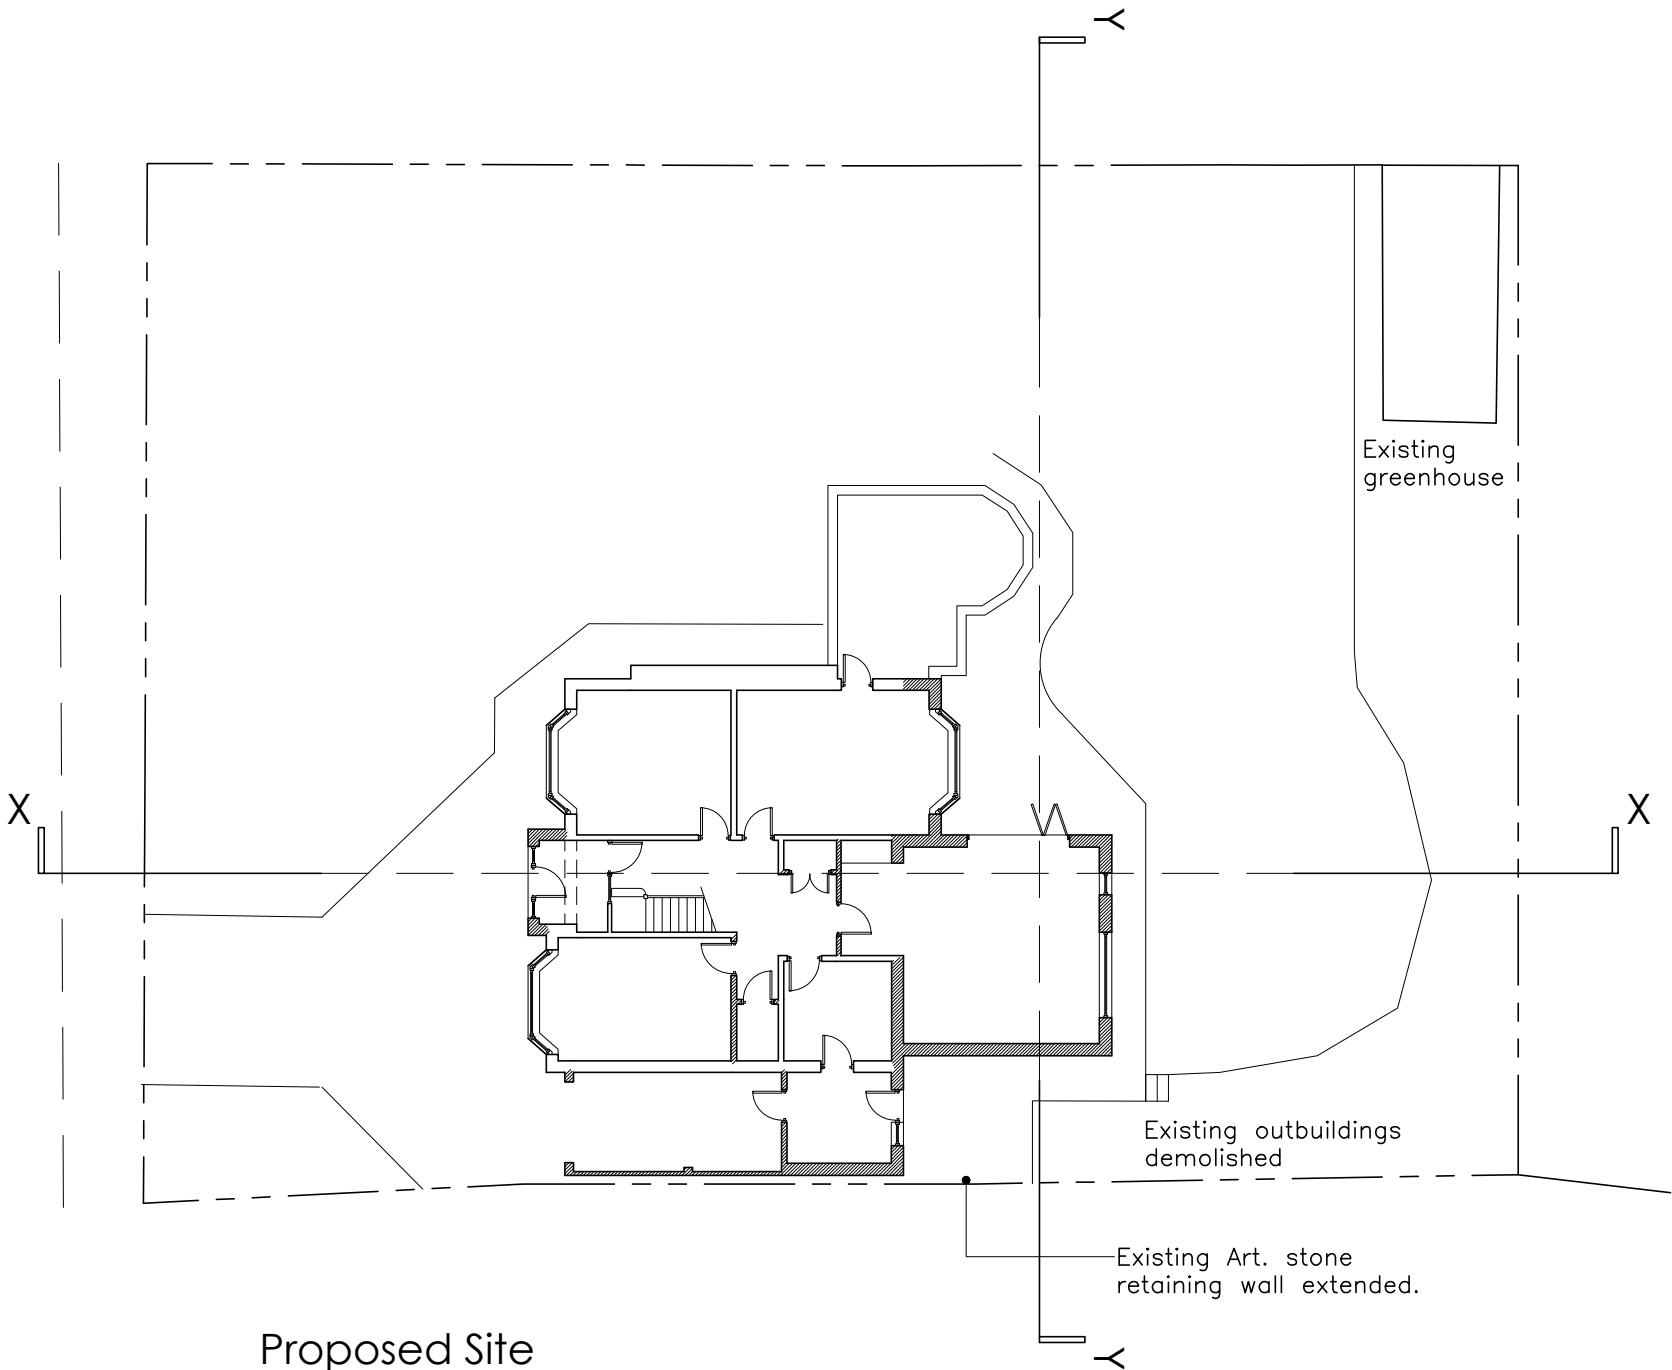 Y
Existing
greenhouse
X
X
Existing outbuildings
demolished
Existing Art. stone
retaining wall extended.
Proposed Site
Y